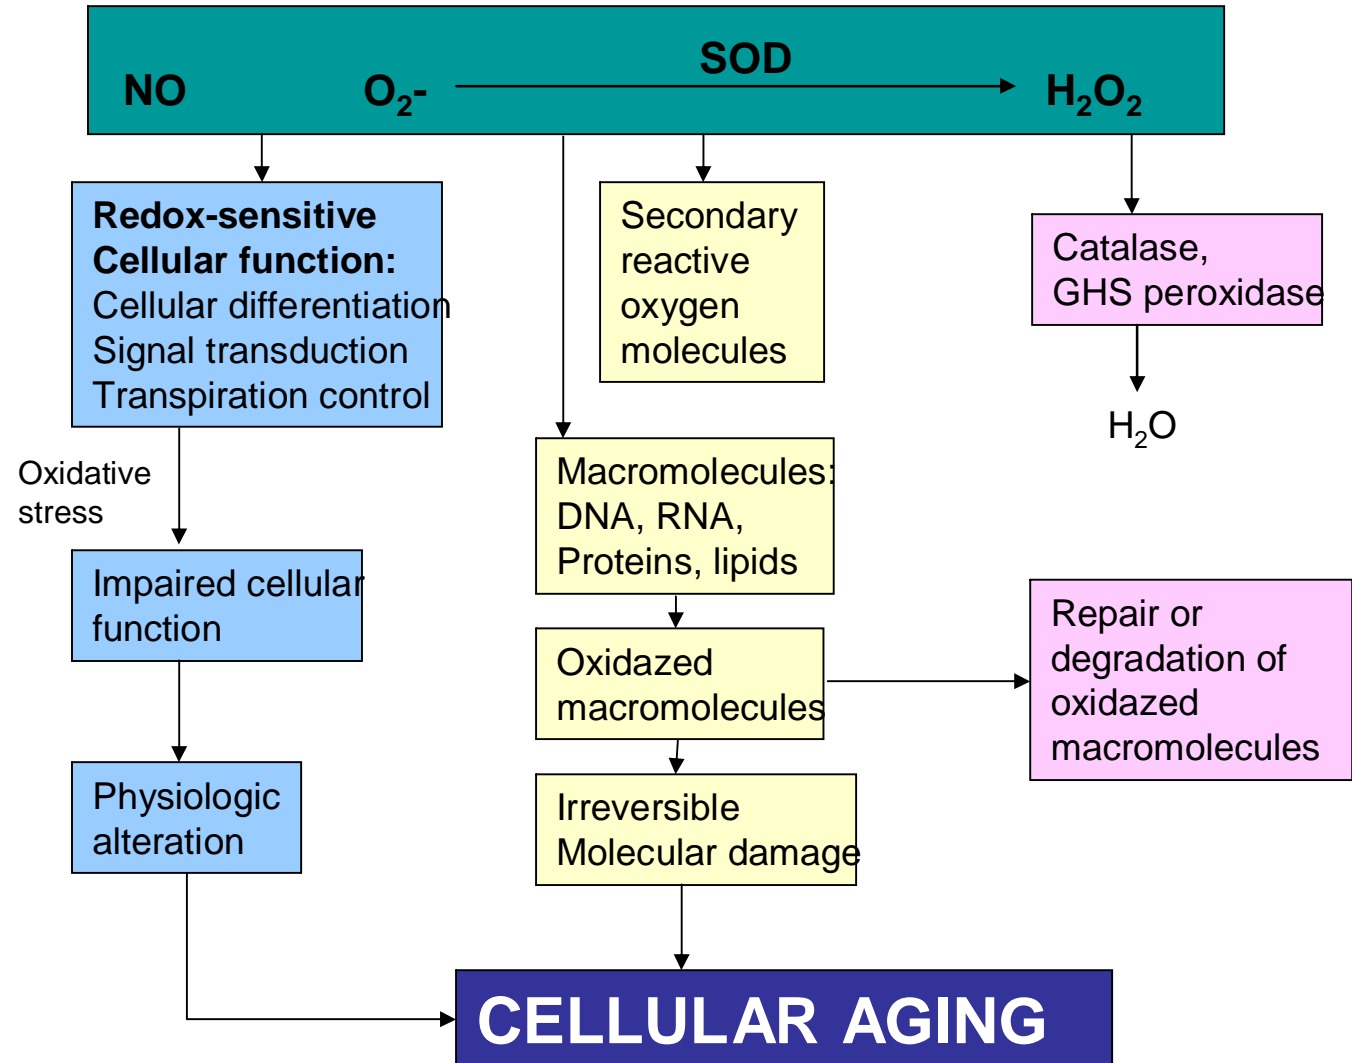 SOD
NO O₂- H₂O₂
Redox-sensitive
Cellular function:
Cellular differentiation
Signal transduction
Transpiration control
Secondary
reactive
oxygen
molecules
Catalase,
GHS peroxidase
H₂O
Oxidative
stress
Macromolecules:
DNA, RNA,
Proteins, lipids
Impaired cellular
function
Oxidazed
macromolecules
Repair or
degradation of
oxidazed
macromolecules
Physiologic
alteration
Irreversible
Molecular damage
CELLULAR AGING